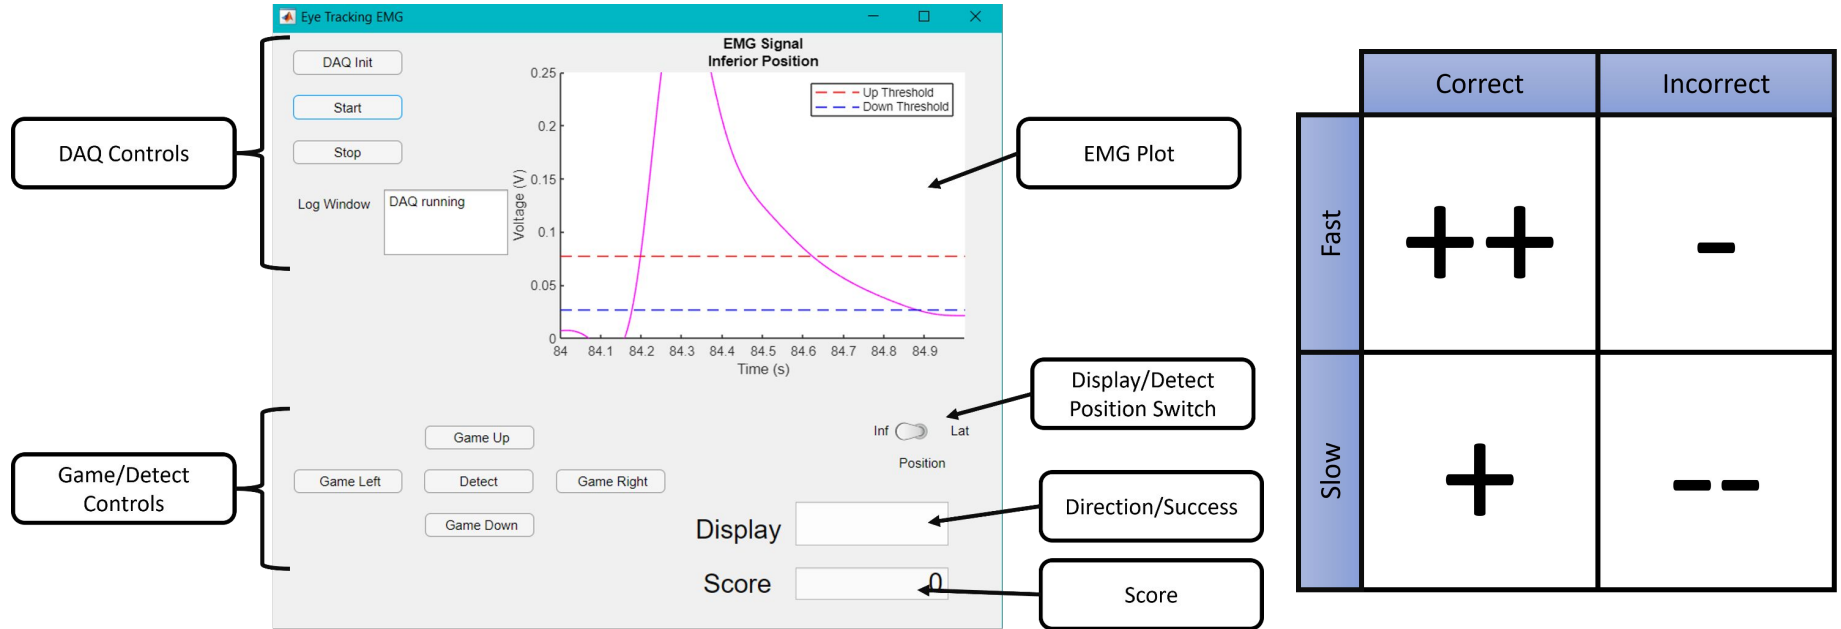 Eye Tracking EMG
DAQ Controls
DAQ Init
Start
Stop
Log Window
DAQ running
EMG Signal
Inferior Position
Up Threshold
Down Threshold
0.25
0.2
0.15
0.1
0.05
0
Voltage (V)
84 84.1 84.2 84.3 84.4 84.5 84.6 84.7 84.8 84.9
Time (s)
EMG Plot
Display/Detect
Position Switch
Inf
Lat
Position
Game/Detect
Controls
Game Up
Game Left
Detect
Game Right
Game Down
Display
Direction/Success
Score
0
Score
Correct Incorrect
Fast
++ -
Slow
+ --